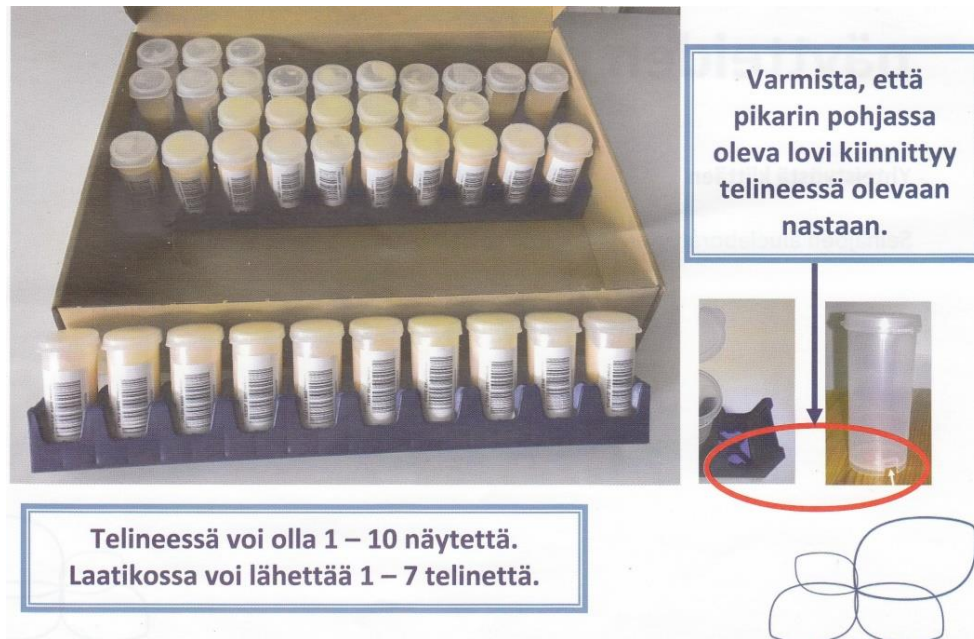 Varmista, että
pikarin pohjassa
oleva lovi kiinnittyy
telineessä olevaan
nastaan.
Telineessä voi olla 1 – 10 näytettä.
Laatikossa voi lähettää 1 – 7 telinettä.